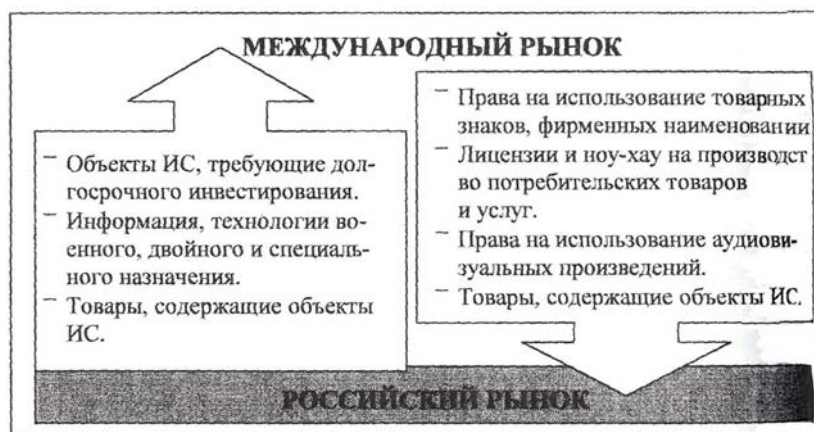 МЕЖДУНАРОДНЫЙ РЫНОК
– Объекты ИС, требующие дол-
госрочного инвестирования.
– Информация, технологии во-
енного, двойного и специаль-
ного назначения.
– Товары, содержащие объекты
ИС.
– Права на использование товарных
знаков, фирменных наименовании
– Лицензии и ноу-хау на производст
во потребительских товаров
и услуг.
– Права на использование аудиови-
зуальных произведений.
– Товары, содержащие объекты ИС.
РОССИЙСКИЙ РЫНОК